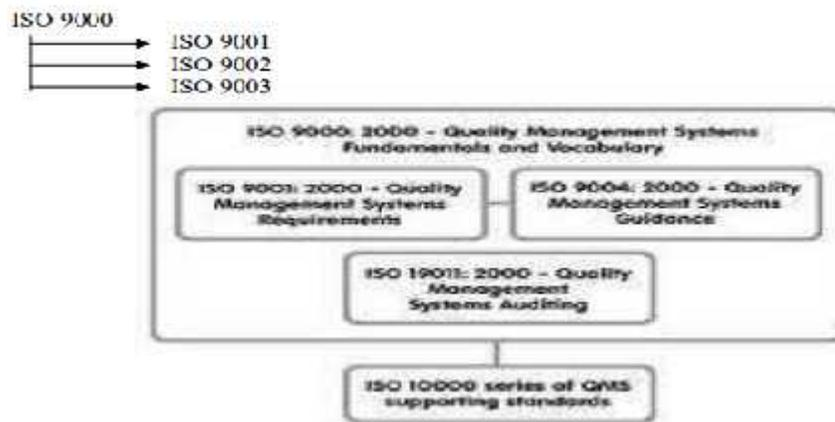 ISO 9000
ISO 9001
ISO 9002
ISO 9003
ISO 9000: 2000 - Quality Management Systems
Fundamentals and Vocabulary
ISO 9001: 2000 - Quality
Management Systems
Requirements
ISO 9004: 2000 - Quality
Management Systems
Guidance
ISO 19011: 2000 - Quality
Management
Systems Auditing
ISO 10000 series of QMS
supporting standards